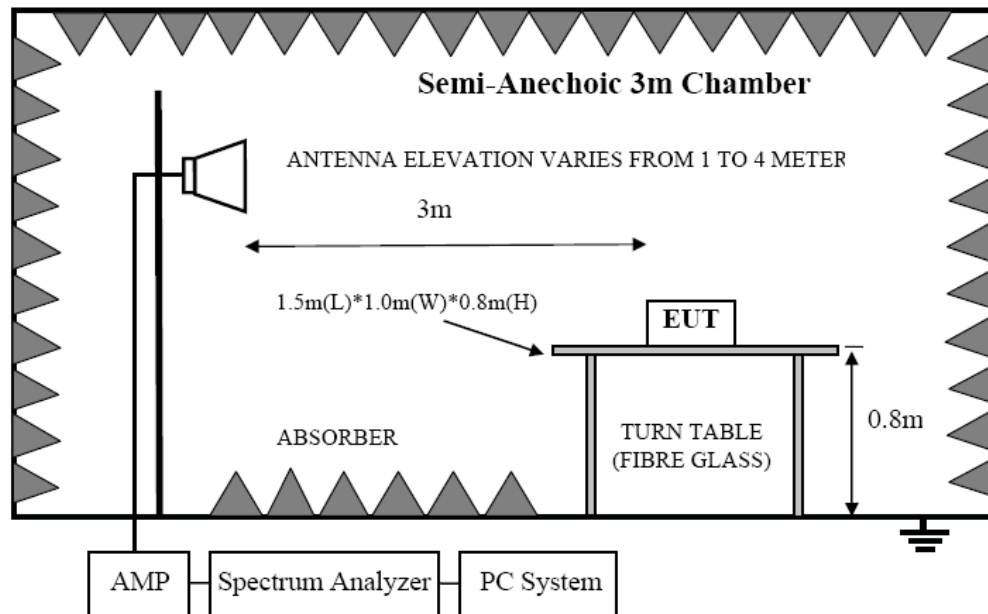 Semi-Anechoic 3m Chamber
ANTENNA ELEVATION VARIES FROM 1 TO 4 METER
3m
1.5m(L)*1.0m(W)*0.8m(H)
EUT
0.8m
ABSORBER
TURN TABLE
(FIBRE GLASS)
AMP
Spectrum Analyzer
PC System